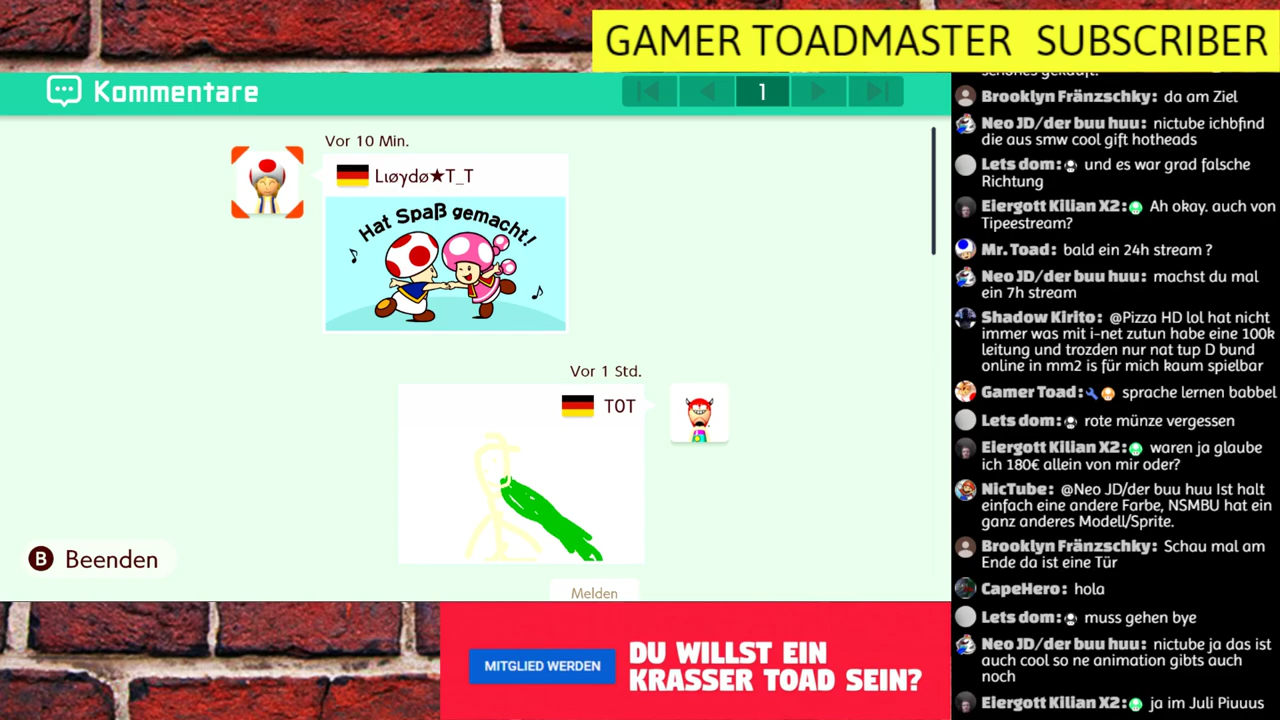 GAMER TOADMASTER SUBSCRIBER
Kommentare
1
Vor 10 Min.
Lιøydø★T_T
Hat Spaß gemacht!
Vor 1 Std.
TOT
Melden
B Beenden
MITGLIED WERDEN
DU WILLST EIN
KRASSER TOAD SEIN?
Brooklyn Fränzschky: da am Ziel
Neo JD/der buu huu: nictube ichbfind
die aus smw cool gift hotheads
Lets dom: und es war grad falsche
Richtung
Eiergott Kilian X2: Ah okay. auch von
Tipeestream?
Mr. Toad: bald ein 24h stream ?
Neo JD/der buu huu: machst du mal
ein 7h stream
Shadow Kirito: @Pizza HD lol hat nicht
immer was mit i-net zutun habe eine 100k
leitung und trozden nur nat tup D bund
online in mm2 is für mich kaum spielbar
Gamer Toad: sprache lernen babbel
Lets dom: rote münze vergessen
Eiergott Kilian X2: waren ja glaube
ich 180€ allein von mir oder?
NicTube: @Neo JD/der buu huu Ist halt
einfach eine andere Farbe, NSMBU hat ein
ganz anderes Modell/Sprite.
Brooklyn Fränzschky: Schau mal am
Ende da ist eine Tür
CapeHero: hola
Lets dom: muss gehen bye
Neo JD/der buu huu: nictube ja das ist
auch cool so ne animation gibts auch
noch
Eiergott Kilian X2: ja im Juli Piuuus